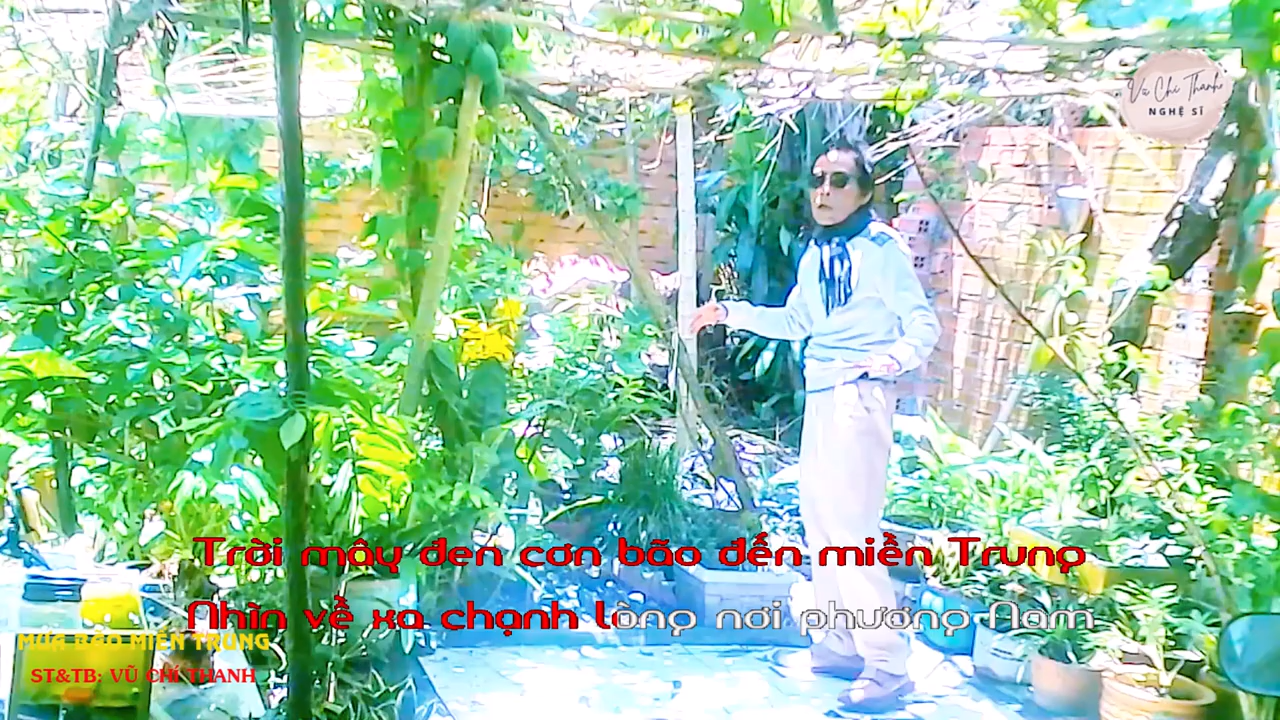 Vũ Chí Thanh
NGHỆ SĨ
Trời mây đen cơn bão đến miền Trung
Nhìn về xa chạnh lòng nơi phương Nam
MƯA BÃO MIỀN TRUNG
ST&TB: VŨ CHÍ THANH